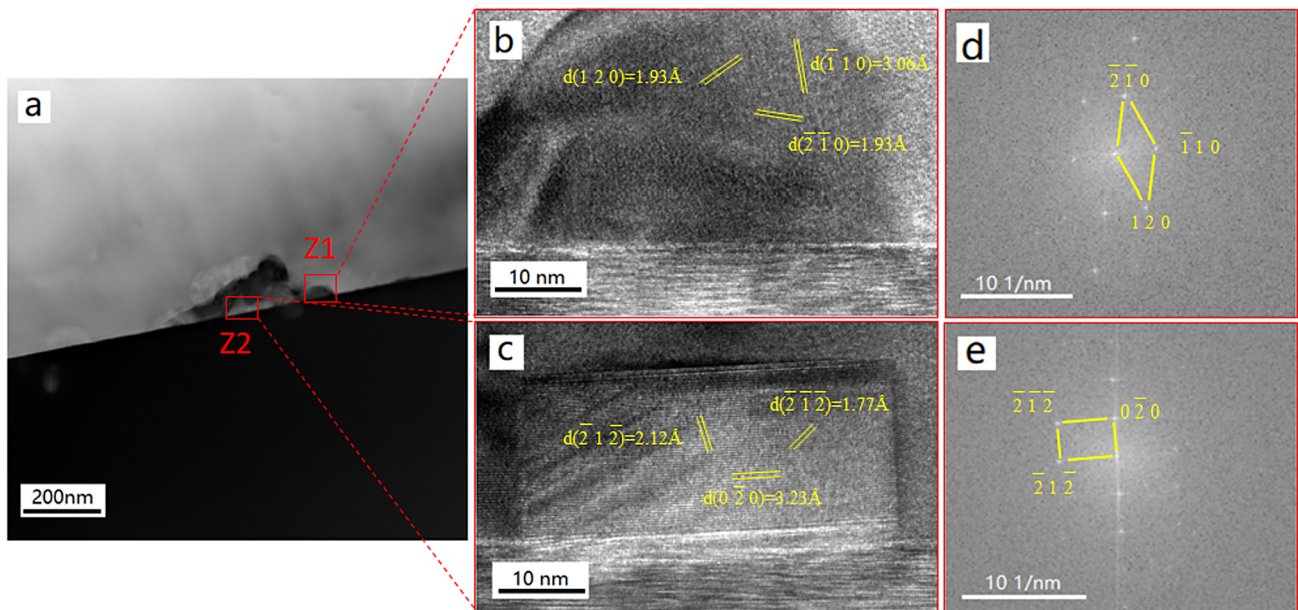 a
Z1
Z2
200nm
b
d(1 2 0)=1.93Å
d(1̅ 1 0)=3.06Å
d(2̅ 1̅ 0)=1.93Å
10 nm
c
d(2̅ 1̅ 2̅)=1.77Å
d(2̅ 1 2̅)=2.12Å
d(0 2̅ 0)=3.23Å
10 nm
d
2̅ 1̅ 0
1̅ 1 0
1 2 0
10 1/nm
e
2̅ 1̅ 2̅
0 2̅ 0
2̅ 1 2̅
10 1/nm